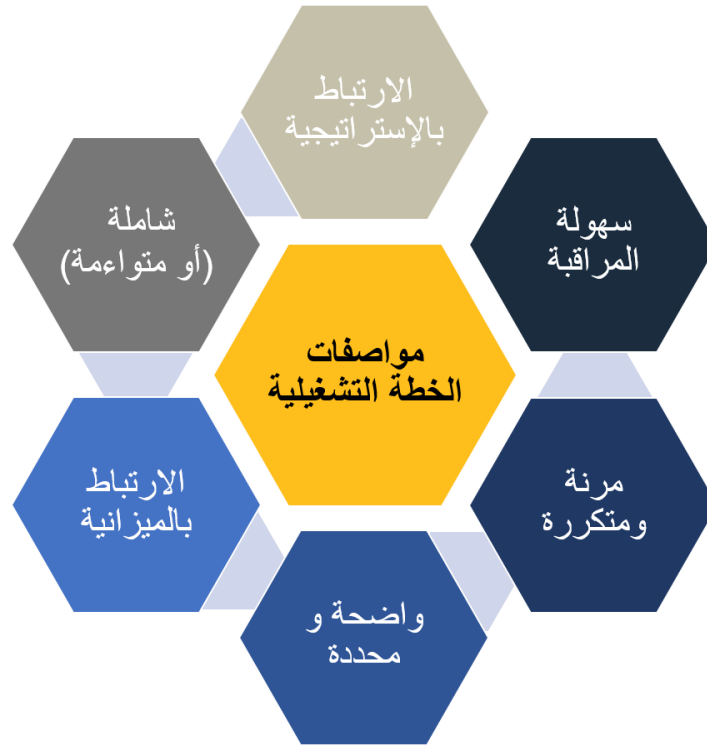 الارتباط
بالإستراتيجية
سهولة
المراقبة
شاملة
(أو متواءمة)
مواصفات
الخطة التشغيلية
مرنة
ومتكررة
الارتباط
بالميزانية
واضحة و
محددة